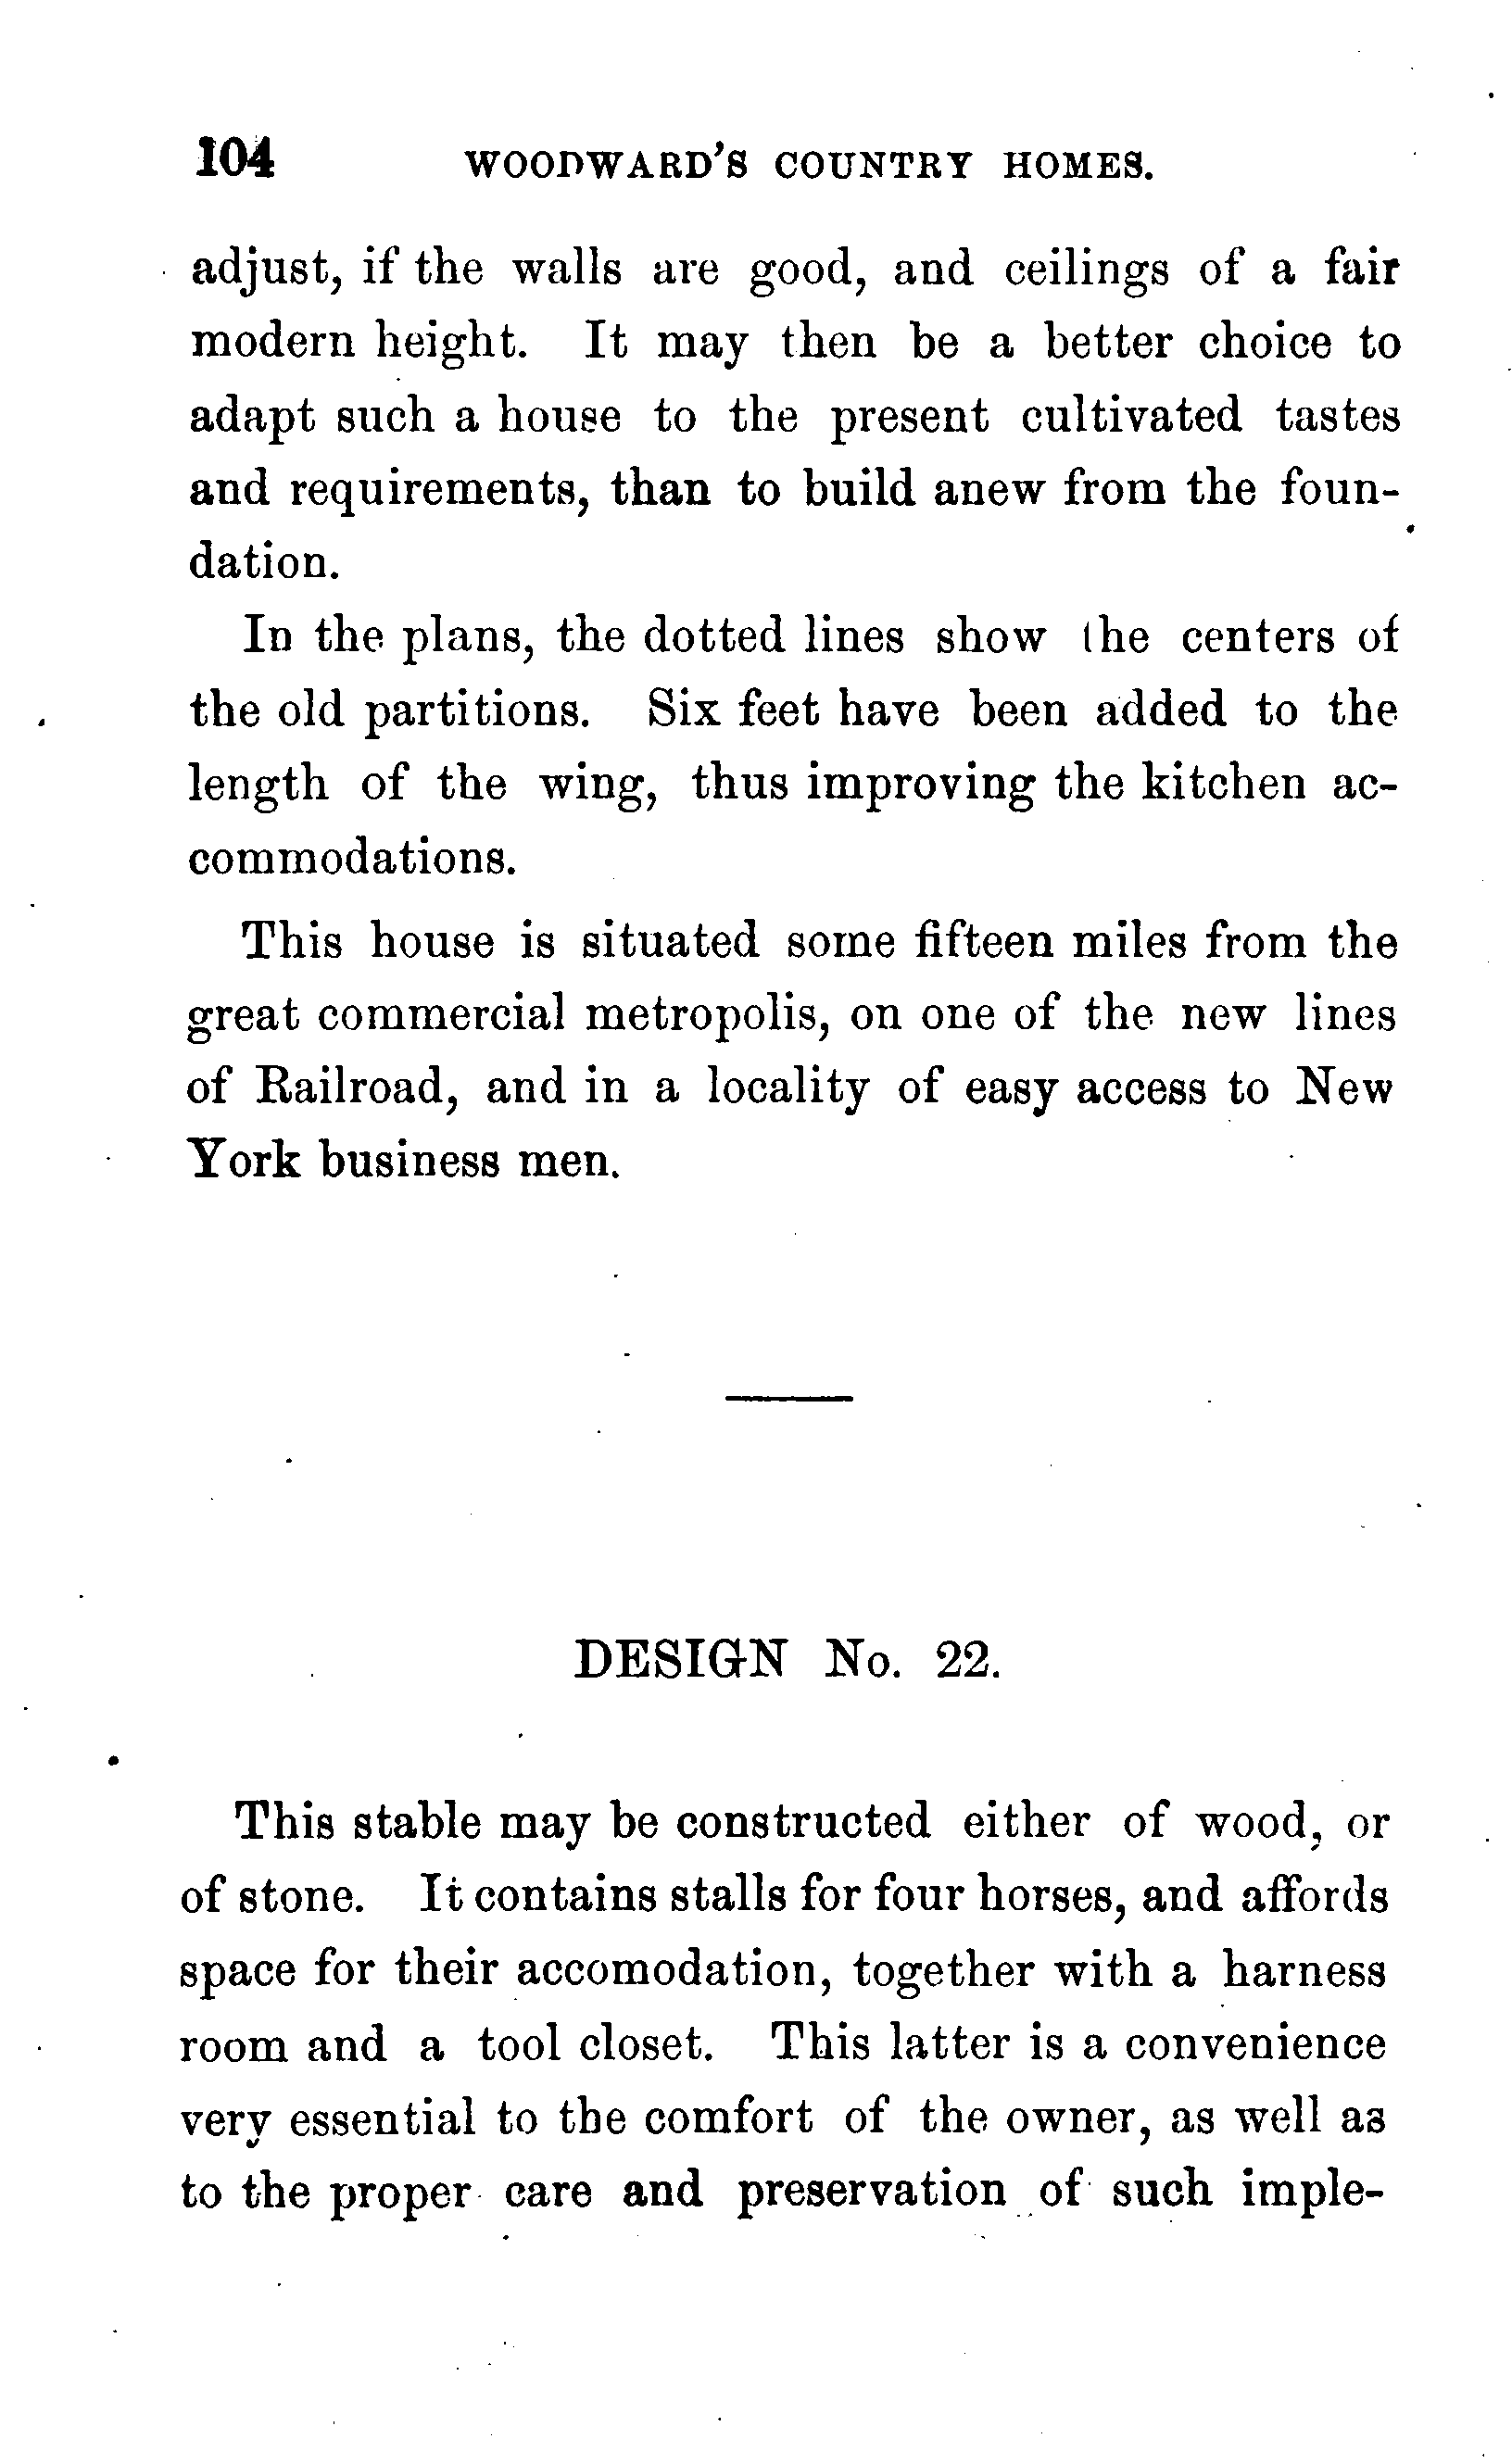 104 WOODWARD'S COUNTRY HOMES.
adjust, if the walls are good, and ceilings of a fair
modern height. It may then be a better choice to
adapt such a house to the present cultivated tastes
and requirements, than to build anew from the foun-
dation.
In the plans, the dotted lines show the centers of
the old partitions. Six feet have been added to the
length of the wing, thus improving the kitchen ac-
commodations.
This house is situated some fifteen miles from the
great commercial metropolis, on one of the new lines
of Railroad, and in a locality of easy access to New
York business men.
DESIGN No. 22.
This stable may be constructed either of wood, or
of stone. It contains stalls for four horses, and affords
space for their accomodation, together with a harness
room and a tool closet. This latter is a convenience
very essential to the comfort of the owner, as well as
to the proper care and preservation of such imple-